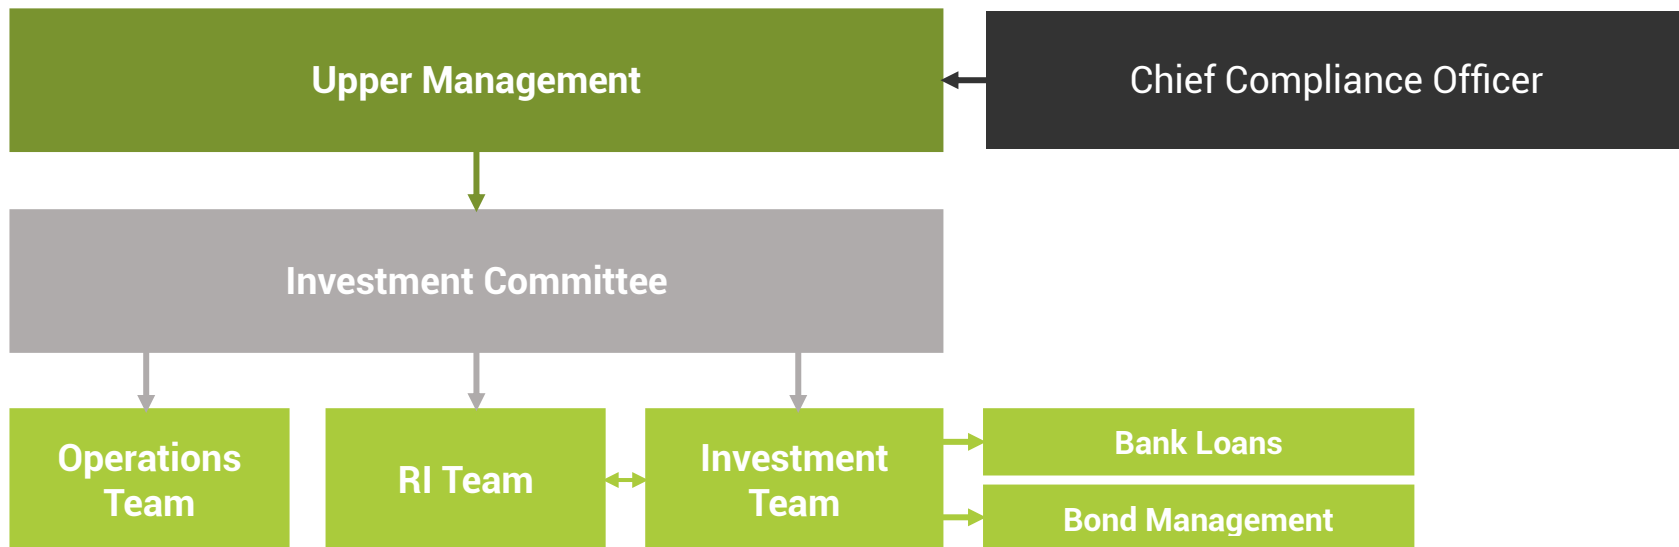 Upper Management
Chief Compliance Officer
Investment Committee
Operations
Team
RI Team
Investment
Team
Bank Loans
Bond Management